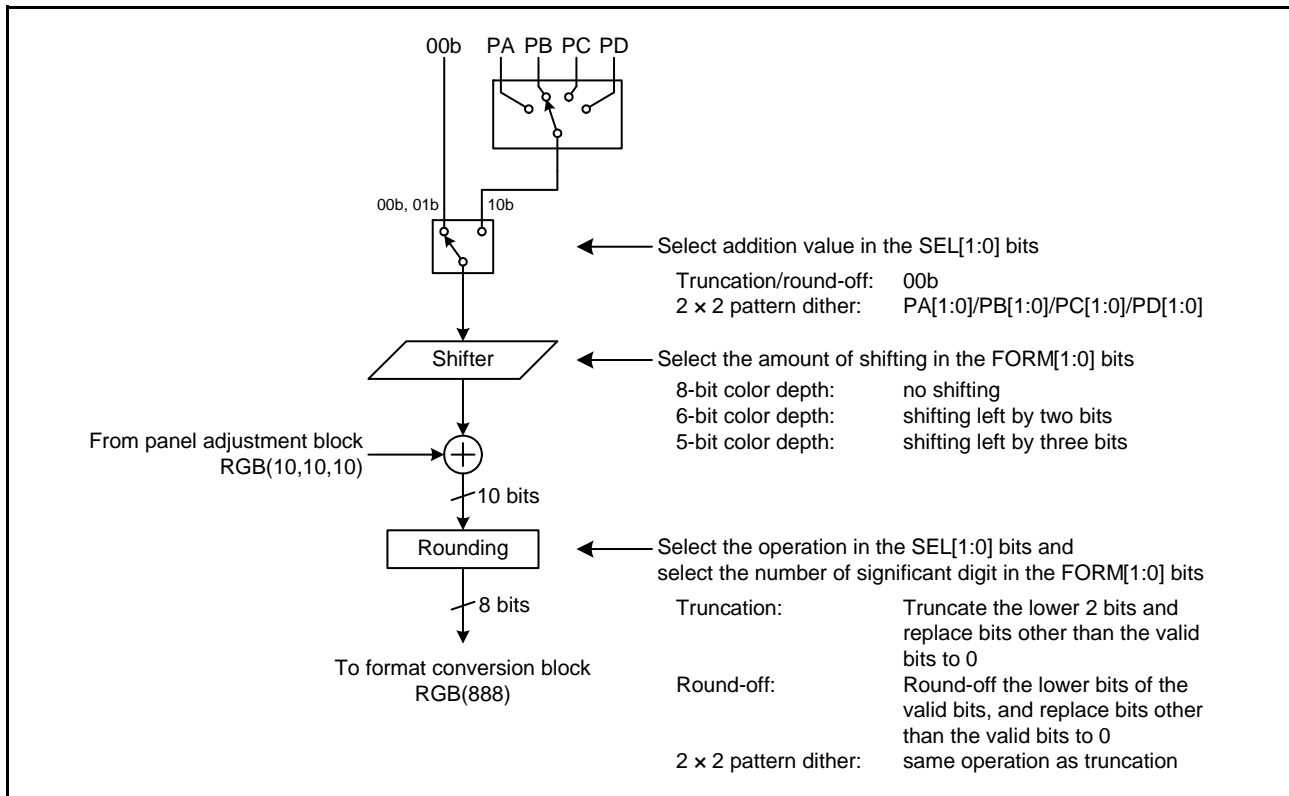 00b PA PB PC PD
00b, 01b 10b
Select addition value in the SEL[1:0] bits
Truncation/round-off: 00b
2 × 2 pattern dither: PA[1:0]/PB[1:0]/PC[1:0]/PD[1:0]
Shifter
Select the amount of shifting in the FORM[1:0] bits
8-bit color depth: no shifting
6-bit color depth: shifting left by two bits
5-bit color depth: shifting left by three bits
From panel adjustment block
RGB(10,10,10)
10 bits
Rounding
Select the operation in the SEL[1:0] bits and
select the number of significant digit in the FORM[1:0] bits
8 bits
Truncation: Truncate the lower 2 bits and
replace bits other than the valid
bits to 0
To format conversion block
RGB(888)
Round-off: Round-off the lower bits of the
valid bits, and replace bits other
than the valid bits to 0
2 × 2 pattern dither: same operation as truncation